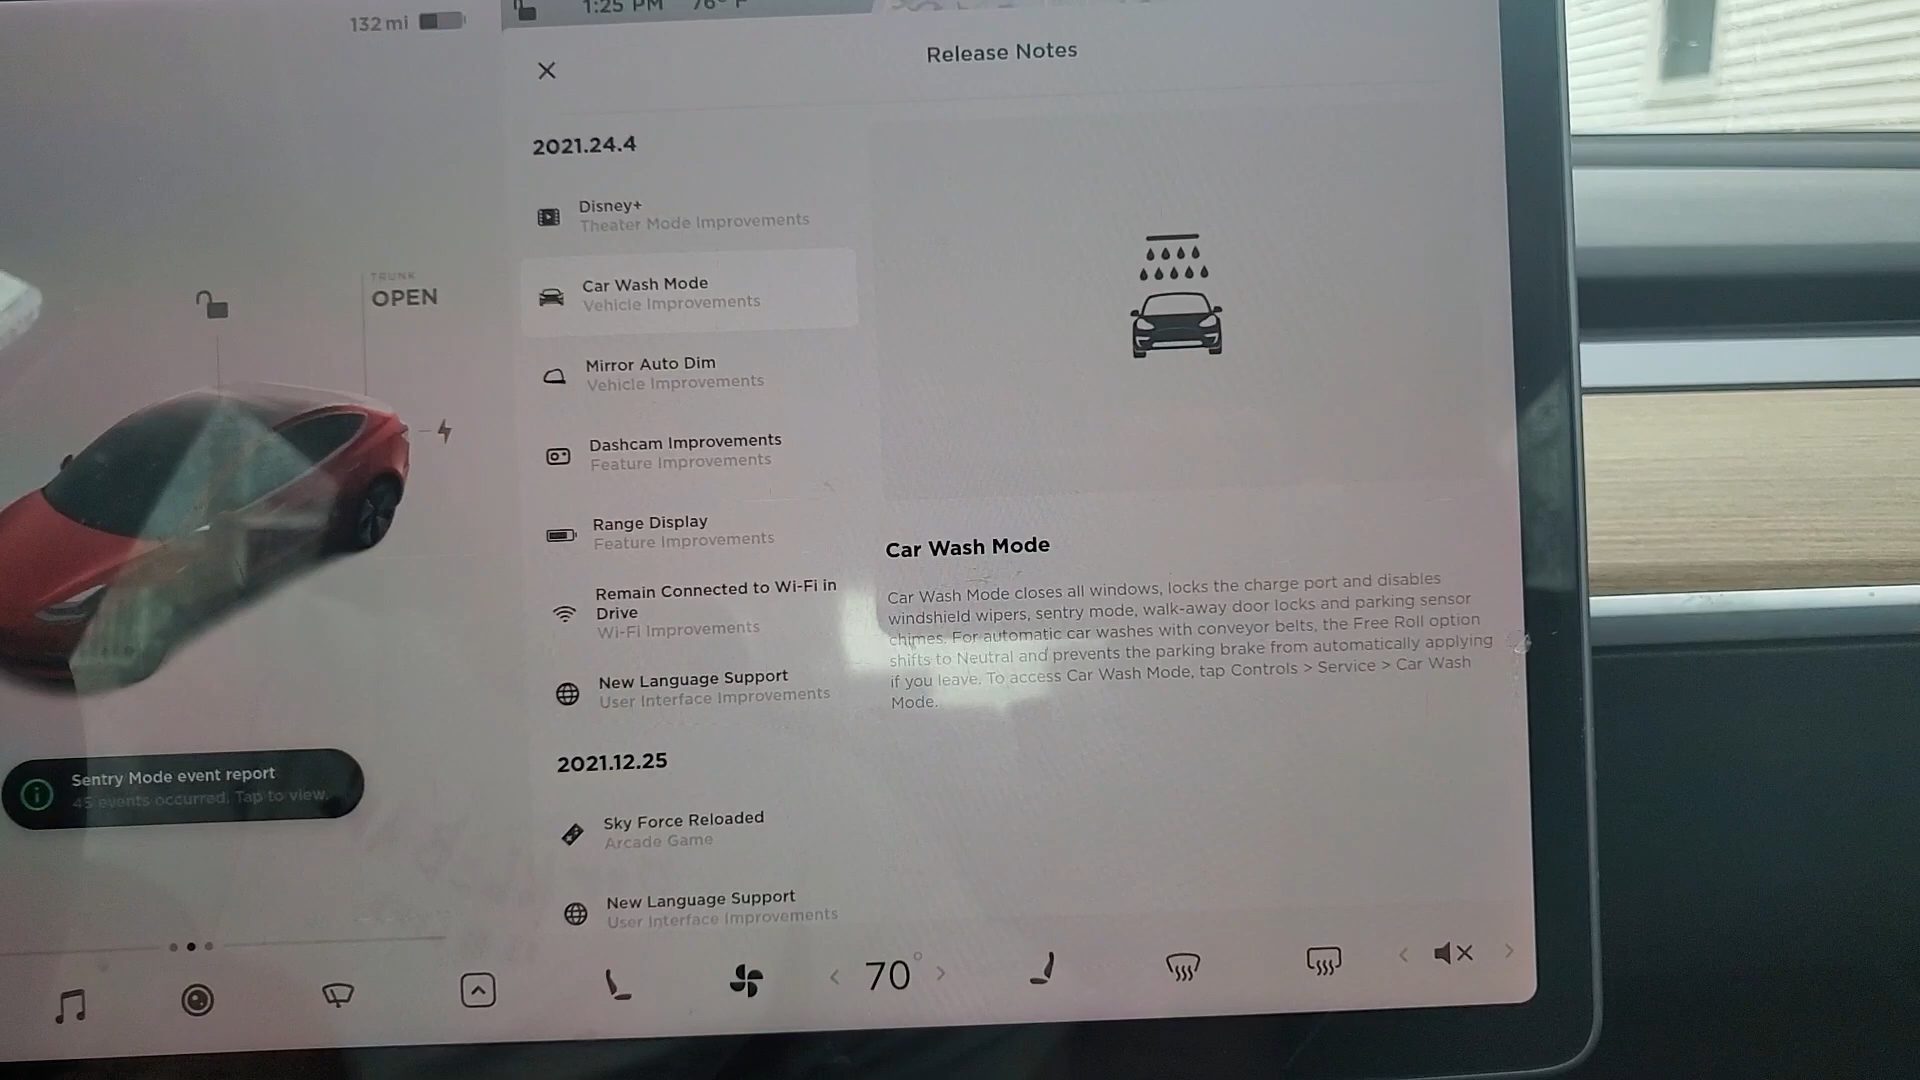 132 mi
1:25 PM 76° F
Release Notes
2021.24.4
Disney+
Theater Mode Improvements
Car Wash Mode
Vehicle Improvements
Mirror Auto Dim
Vehicle Improvements
Dashcam Improvements
Feature Improvements
Range Display
Feature Improvements
Remain Connected to Wi-Fi in
Drive
Wi-Fi Improvements
New Language Support
User Interface Improvements
2021.12.25
Sky Force Reloaded
Arcade Game
New Language Support
User Interface Improvements
Car Wash Mode
Car Wash Mode closes all windows, locks the charge port and disables
windshield wipers, sentry mode, walk-away door locks and parking sensor
chimes. For automatic car washes with conveyor belts, the Free Roll option
shifts to Neutral and prevents the parking brake from automatically applying
if you leave. To access Car Wash Mode, tap Controls > Service > Car Wash
Mode.
TRUNK
OPEN
Sentry Mode event report
45 events occurred. Tap to view.
70°